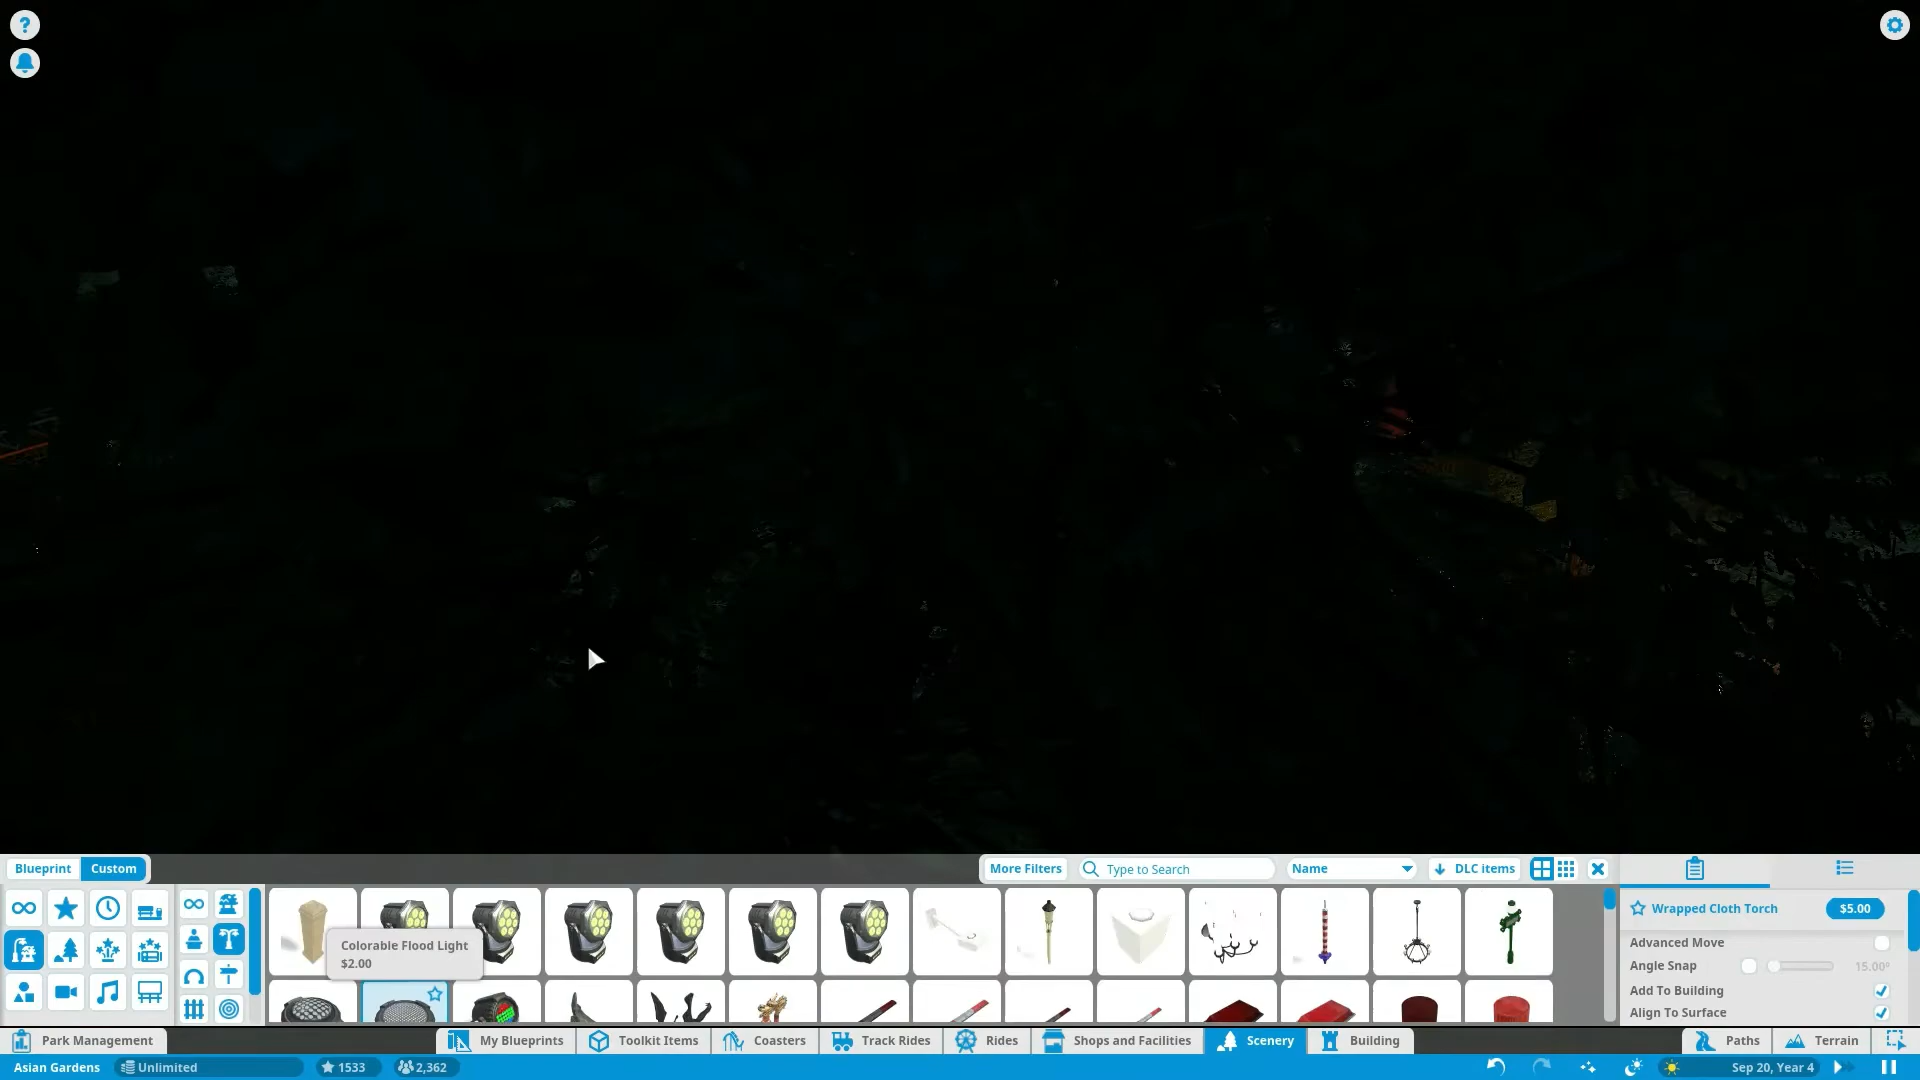 ?
Blueprint
Custom
More Filters
Type to Search
Name
DLC items
Colorable Flood Light
$2.00
Wrapped Cloth Torch
$5.00
Advanced Move
Angle Snap
15.00°
Add To Building
Align To Surface
Park Management
My Blueprints
Toolkit Items
Coasters
Track Rides
Rides
Shops and Facilities
Scenery
Building
Paths
Terrain
Asian Gardens
Unlimited
1533
2,362
Sep 20, Year 4